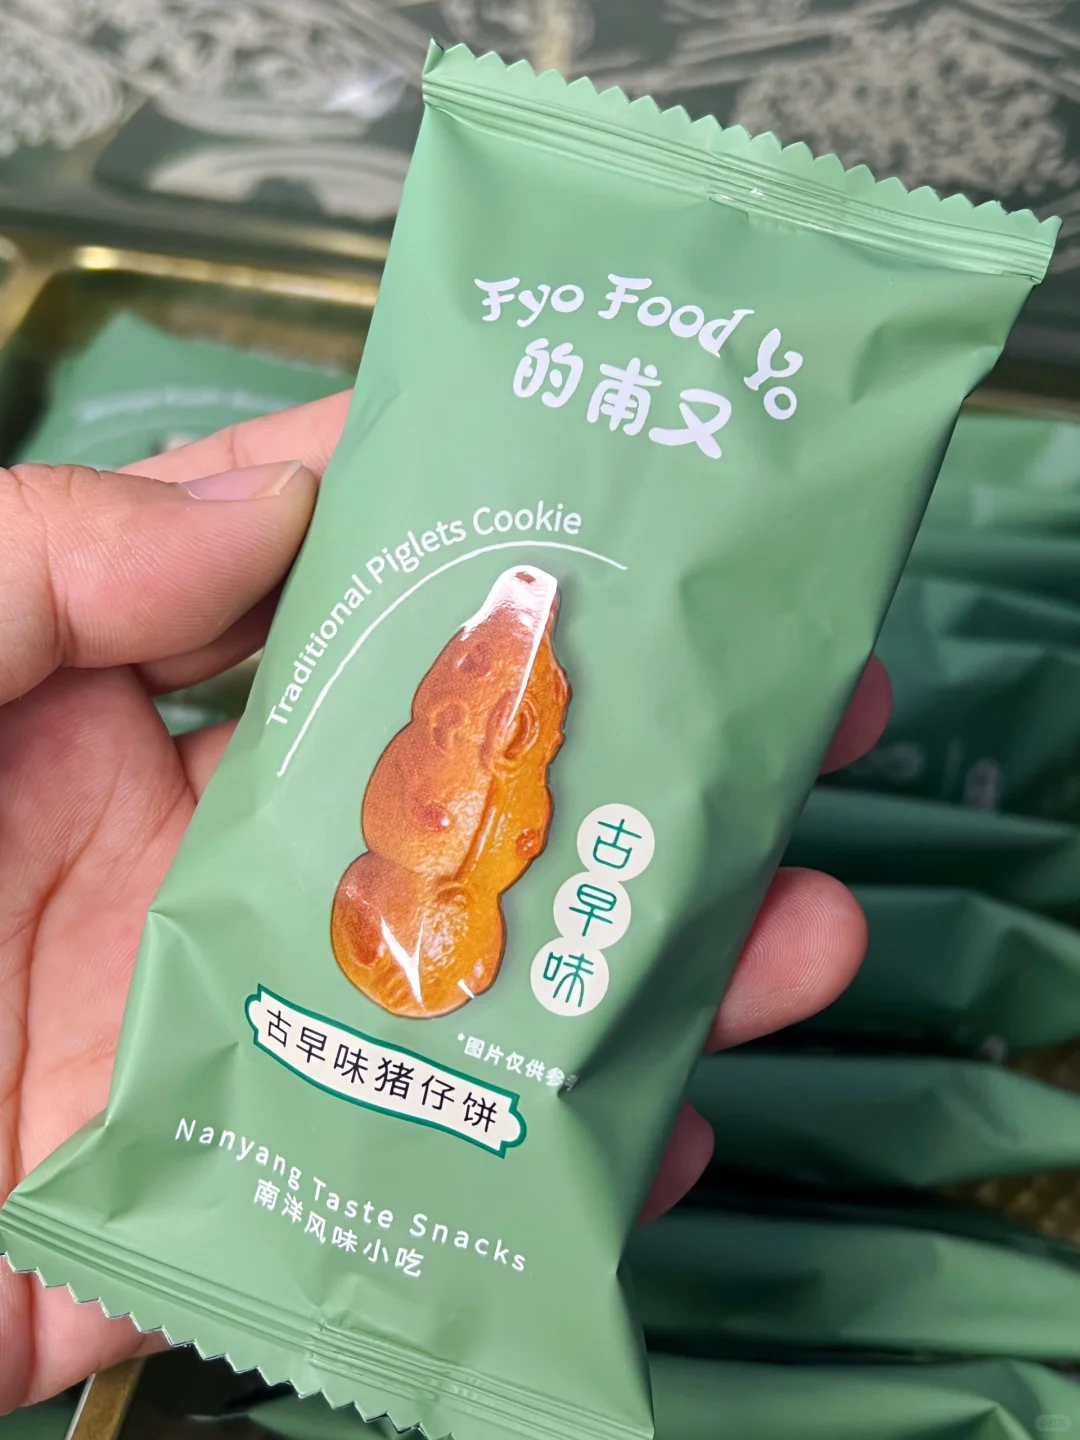 Fyo Food Yo
的甫又
Traditional Piglets Cookie
古早味
*图片仅供参
古早味猪仔饼
Nanyang Taste Snacks
南洋风味小吃